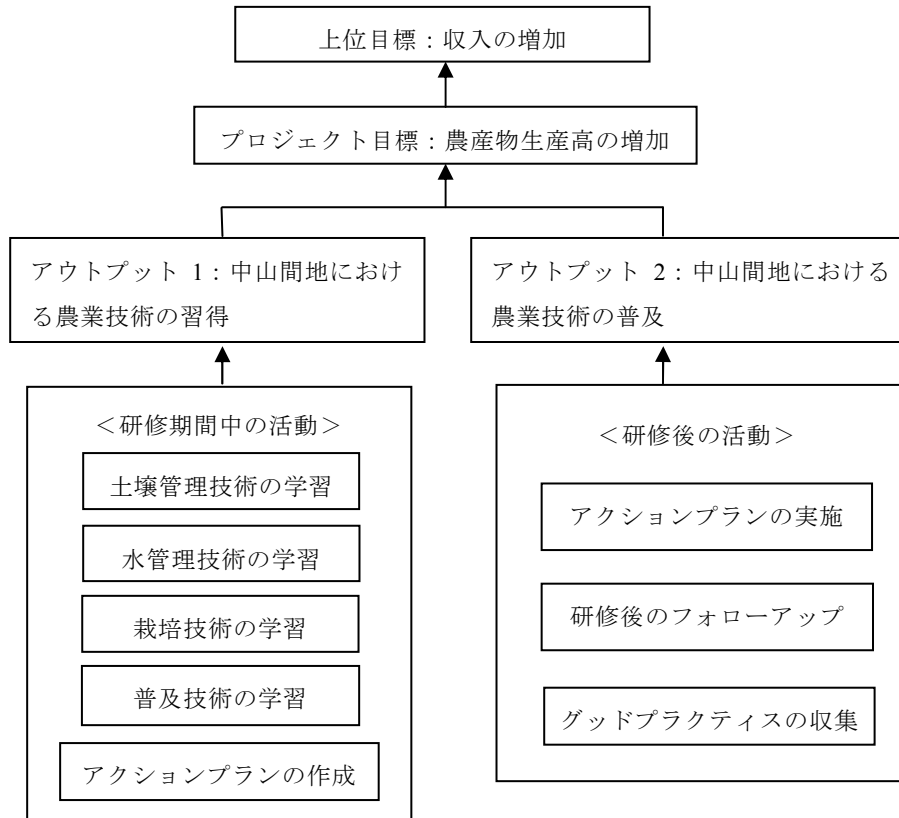 上位目標：収入の増加
プロジェクト目標：農産物生産高の増加
アウトプット 1：中山間地におけ
る農業技術の習得
アウトプット 2：中山間地における
農業技術の普及
＜研修期間中の活動＞
土壌管理技術の学習
水管理技術の学習
栽培技術の学習
普及技術の学習
アクションプランの作成
＜研修後の活動＞
アクションプランの実施
研修後のフォローアップ
グッドプラクティスの収集